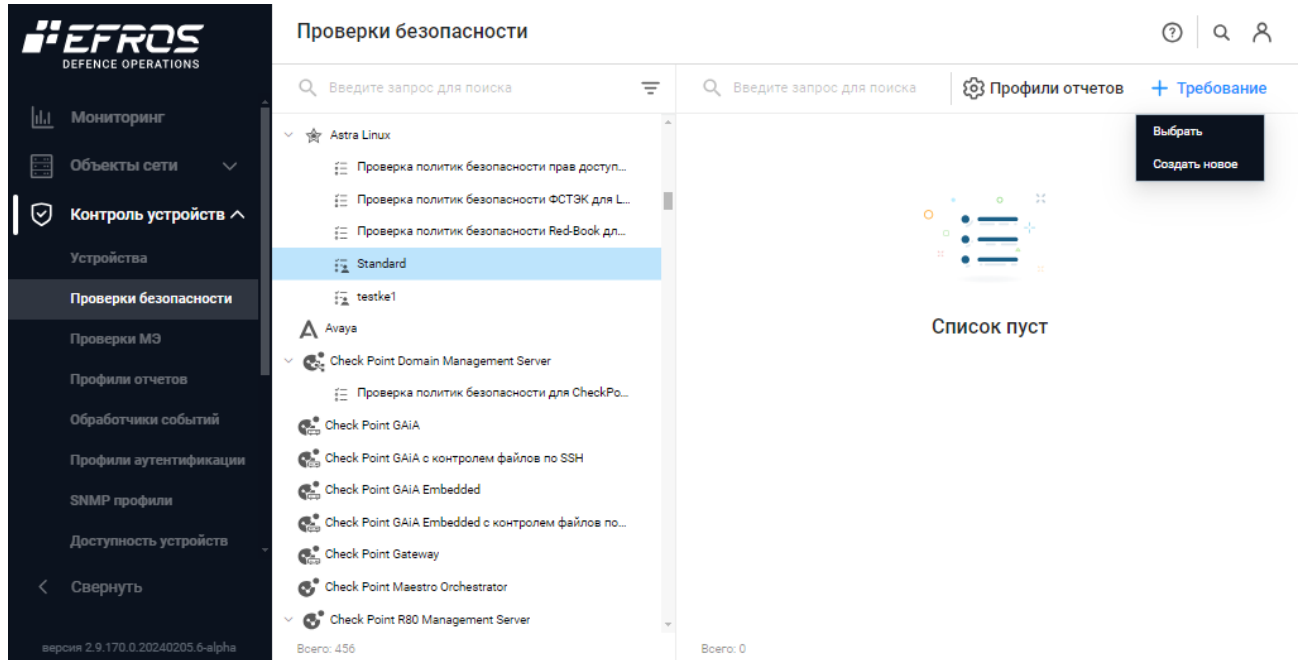 EFROS
DEFENCE OPERATIONS
Мониторинг
Объекты сети
Контроль устройств
Устройства
Проверки безопасности
Проверки МЭ
Профили отчетов
Обработчики событий
Профили аутентификации
SNMP профили
Доступность устройств
Свернуть
версия 2.9.170.0.20240205.6-alpha
Проверки безопасности
Введите запрос для поиска
Astra Linux
Проверка политик безопасности прав доступ...
Проверка политик безопасности ФСТЭК для L...
Проверка политик безопасности Red-Book дл...
Standard
testke1
Avaya
Check Point Domain Management Server
Проверка политик безопасности для CheckPo...
Check Point GAiA
Check Point GAiA с контролем файлов по SSH
Check Point GAiA Embedded
Check Point GAiA Embedded с контролем файлов по...
Check Point Gateway
Check Point Maestro Orchestrator
Check Point R80 Management Server
Всего: 456
Введите запрос для поиска
Профили отчетов
+ Требование
Выбрать
Создать новое
Список пуст
Всего: 0